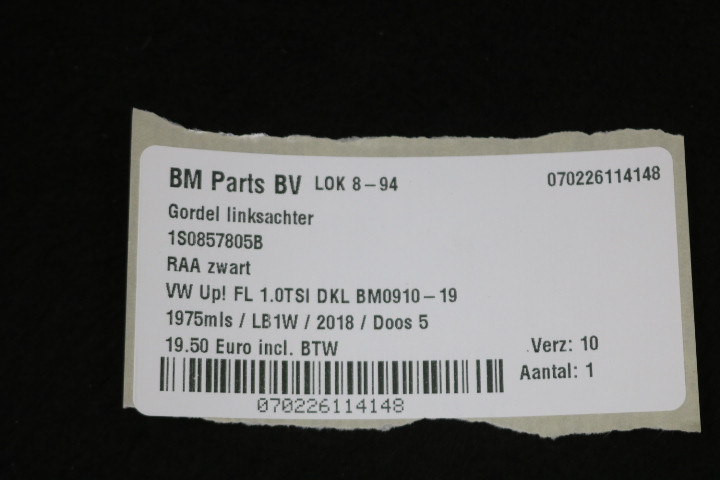 BM Parts BV LOK 8-94 070226114148
Gordel linksachter
1S0857805B
RAA zwart
VW Up! FL 1.0TSI DKL BM0910-19
1975mls / LB1W / 2018 / Doos 5
19.50 Euro incl. BTW Verz: 10
Aantal: 1
070226114148